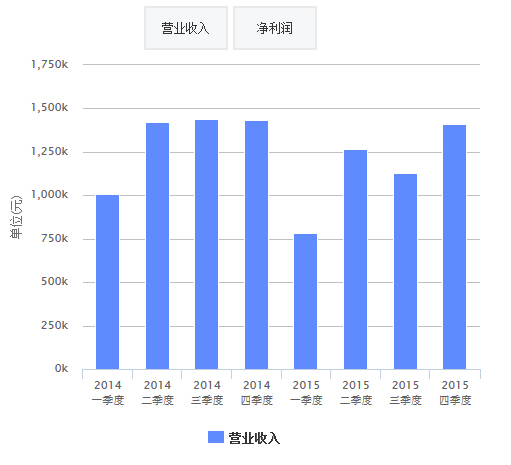 营业收入 净利润
1,750k
1,500k
1,250k
1,000k
750k
500k
250k
0k
单位(元)
2014 2014 2014 2014 2015 2015 2015 2015
一季度 二季度 三季度 四季度 一季度 二季度 三季度 四季度
营业收入